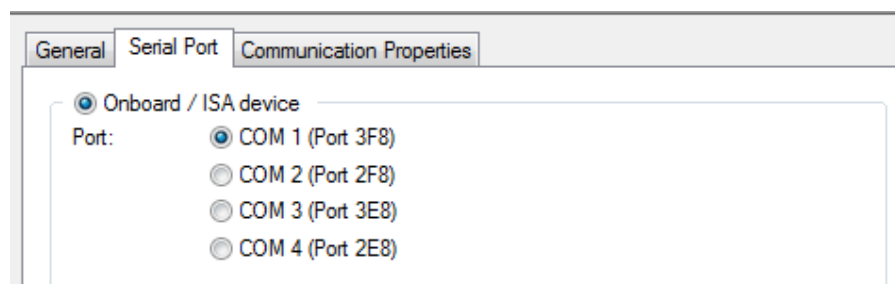 General Serial Port Communication Properties
Onboard / ISA device
Port: COM 1 (Port 3F8)
COM 2 (Port 2F8)
COM 3 (Port 3E8)
COM 4 (Port 2E8)